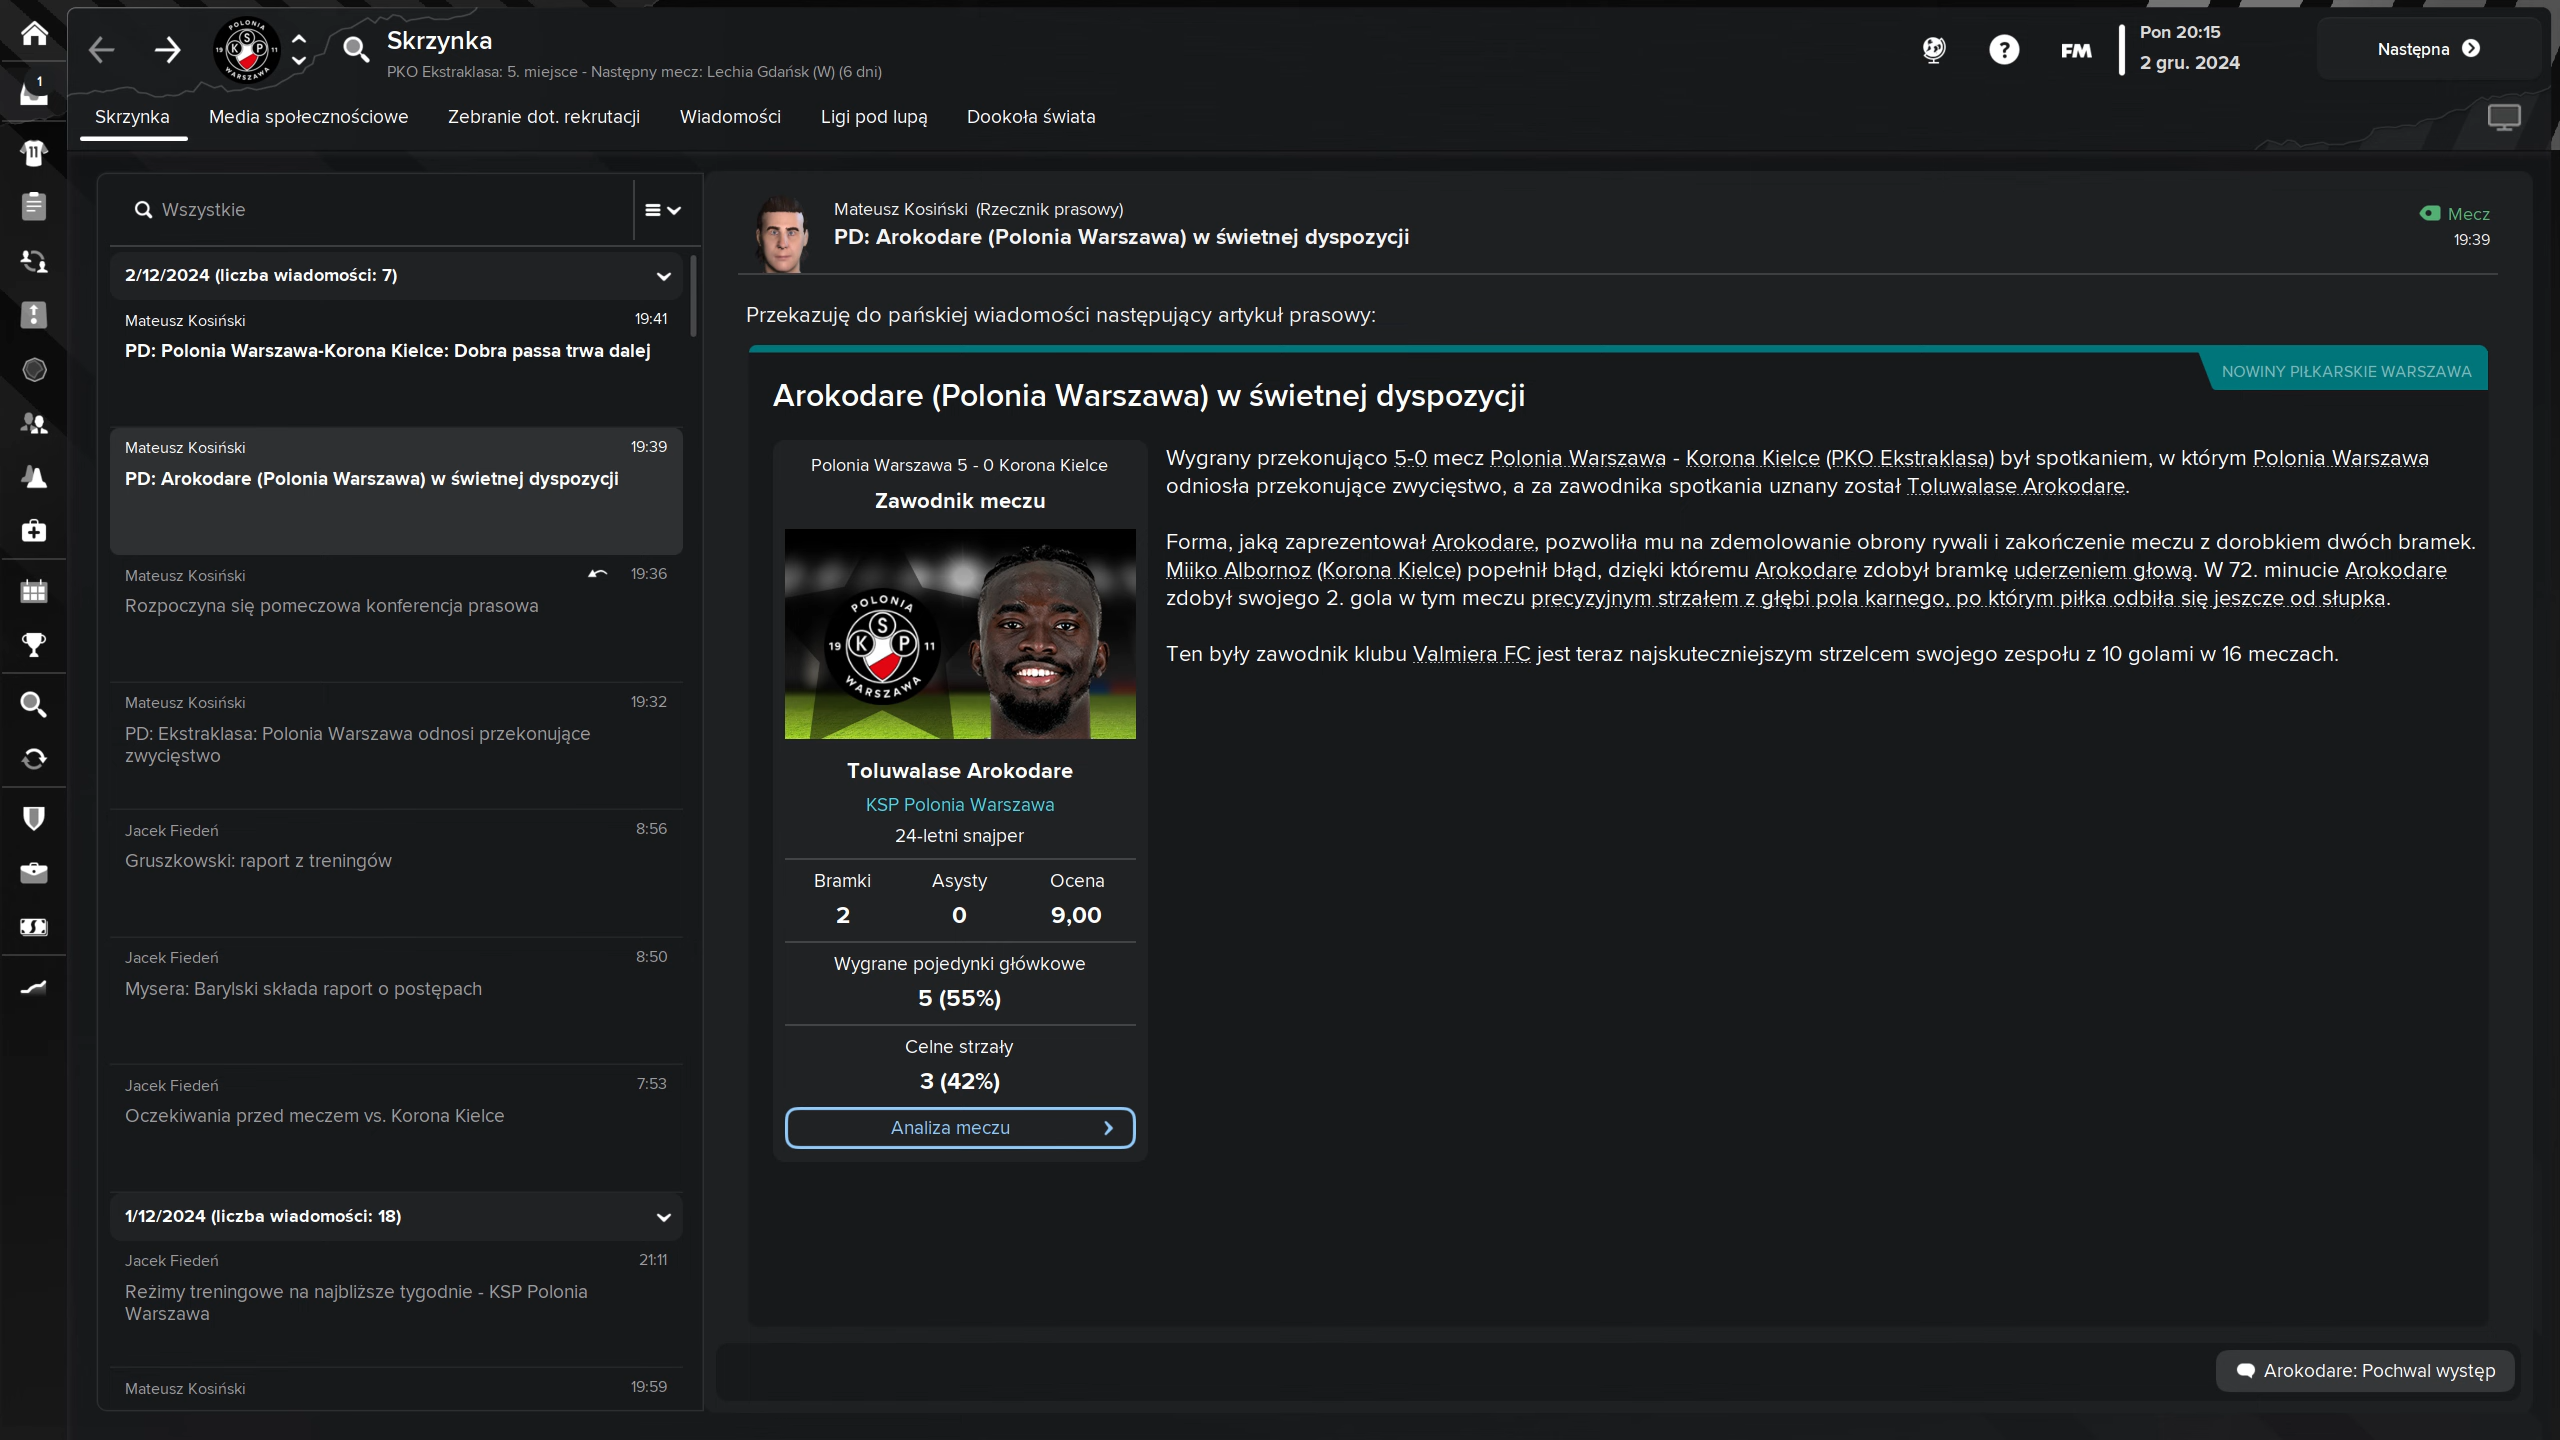 Skrzynka
PKO Ekstraklasa: 5. miejsce - Następny mecz: Lechia Gdańsk (W) (6 dni)
FM
Pon 20:15
2 gru. 2024
Następna
1
11
Skrzynka
Media społecznościowe
Zebranie dot. rekrutacji
Wiadomości
Ligi pod lupą
Dookoła świata
Wszystkie
2/12/2024 (liczba wiadomości: 7)
Mateusz Kosiński 19:41
PD: Polonia Warszawa-Korona Kielce: Dobra passa trwa dalej
Mateusz Kosiński 19:39
PD: Arokodare (Polonia Warszawa) w świetnej dyspozycji
Mateusz Kosiński 19:36
Rozpoczyna się pomeczowa konferencja prasowa
Mateusz Kosiński 19:32
PD: Ekstraklasa: Polonia Warszawa odnosi przekonujące
zwycięstwo
Jacek Fiedeń 8:56
Gruszkowski: raport z treningów
Jacek Fiedeń 8:50
Mysera: Barylski składa raport o postępach
Jacek Fiedeń 7:53
Oczekiwania przed meczem vs. Korona Kielce
1/12/2024 (liczba wiadomości: 18)
Jacek Fiedeń 21:11
Reżimy treningowe na najbliższe tygodnie - KSP Polonia
Warszawa
Mateusz Kosiński 19:59
Mateusz Kosiński (Rzecznik prasowy)
PD: Arokodare (Polonia Warszawa) w świetnej dyspozycji
Mecz
19:39
Przekazuję do pańskiej wiadomości następujący artykuł prasowy:
NOWINY PIŁKARSKIE WARSZAWA
Arokodare (Polonia Warszawa) w świetnej dyspozycji
Polonia Warszawa 5 - 0 Korona Kielce
Zawodnik meczu
POLONIA
19 KSP 11
WARSZAWA
Toluwalase Arokodare
KSP Polonia Warszawa
24-letni snajper
Bramki Asysty Ocena
2 0 9,00
Wygrane pojedynki główkowe
5 (55%)
Celne strzały
3 (42%)
Analiza meczu
Wygrany przekonująco 5-0 mecz Polonia Warszawa - Korona Kielce (PKO Ekstraklasa) był spotkaniem, w którym Polonia Warszawa
odniosła przekonujące zwycięstwo, a za zawodnika spotkania uznany został Toluwalase Arokodare.
Forma, jaką zaprezentował Arokodare, pozwoliła mu na zdemolowanie obrony rywali i zakończenie meczu z dorobkiem dwóch bramek.
Miiko Albornoz (Korona Kielce) popełnił błąd, dzięki któremu Arokodare zdobył bramkę uderzeniem głową. W 72. minucie Arokodare
zdobył swojego 2. gola w tym meczu precyzyjnym strzałem z głębi pola karnego, po którym piłka odbiła się jeszcze od słupka.
Ten były zawodnik klubu Valmiera FC jest teraz najskuteczniejszym strzelcem swojego zespołu z 10 golami w 16 meczach.
Arokodare: Pochwal występ